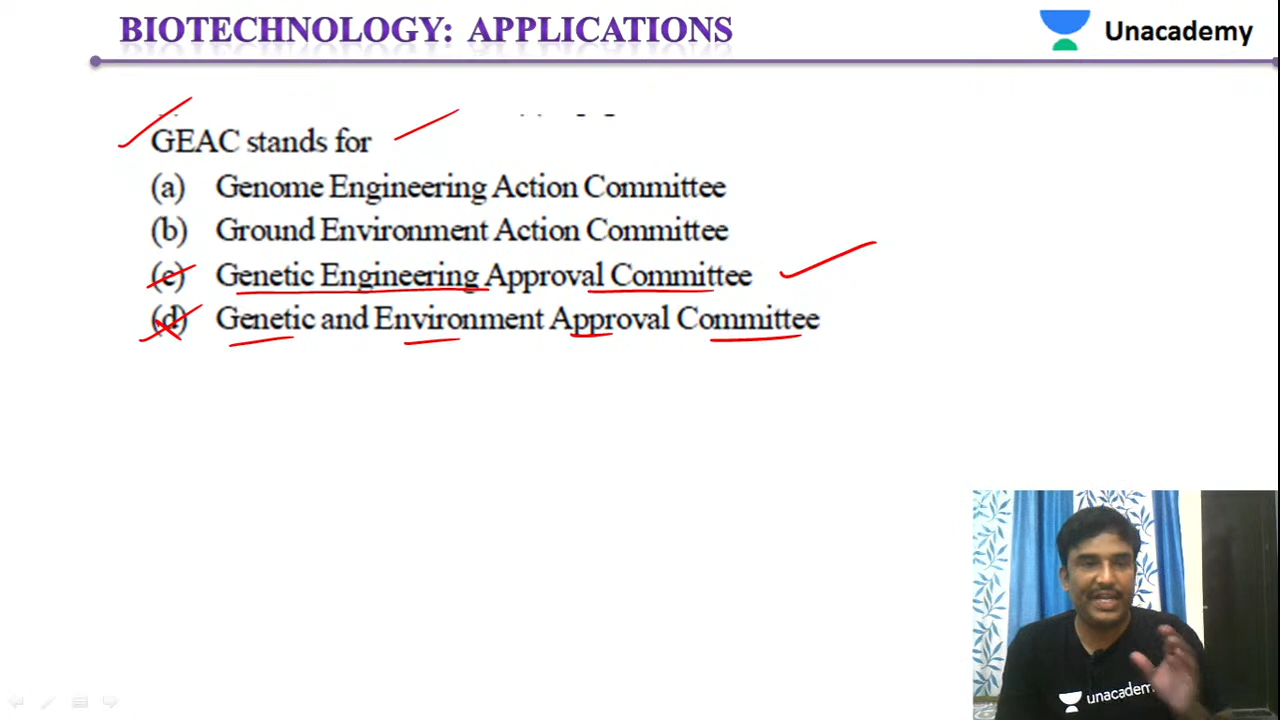 BIOTECHNOLOGY: APPLICATIONS
Unacademy
GEAC stands for
(a) Genome Engineering Action Committee
(b) Ground Environment Action Committee
(c) Genetic Engineering Approval Committee
(d) Genetic and Environment Approval Committee
unacademy